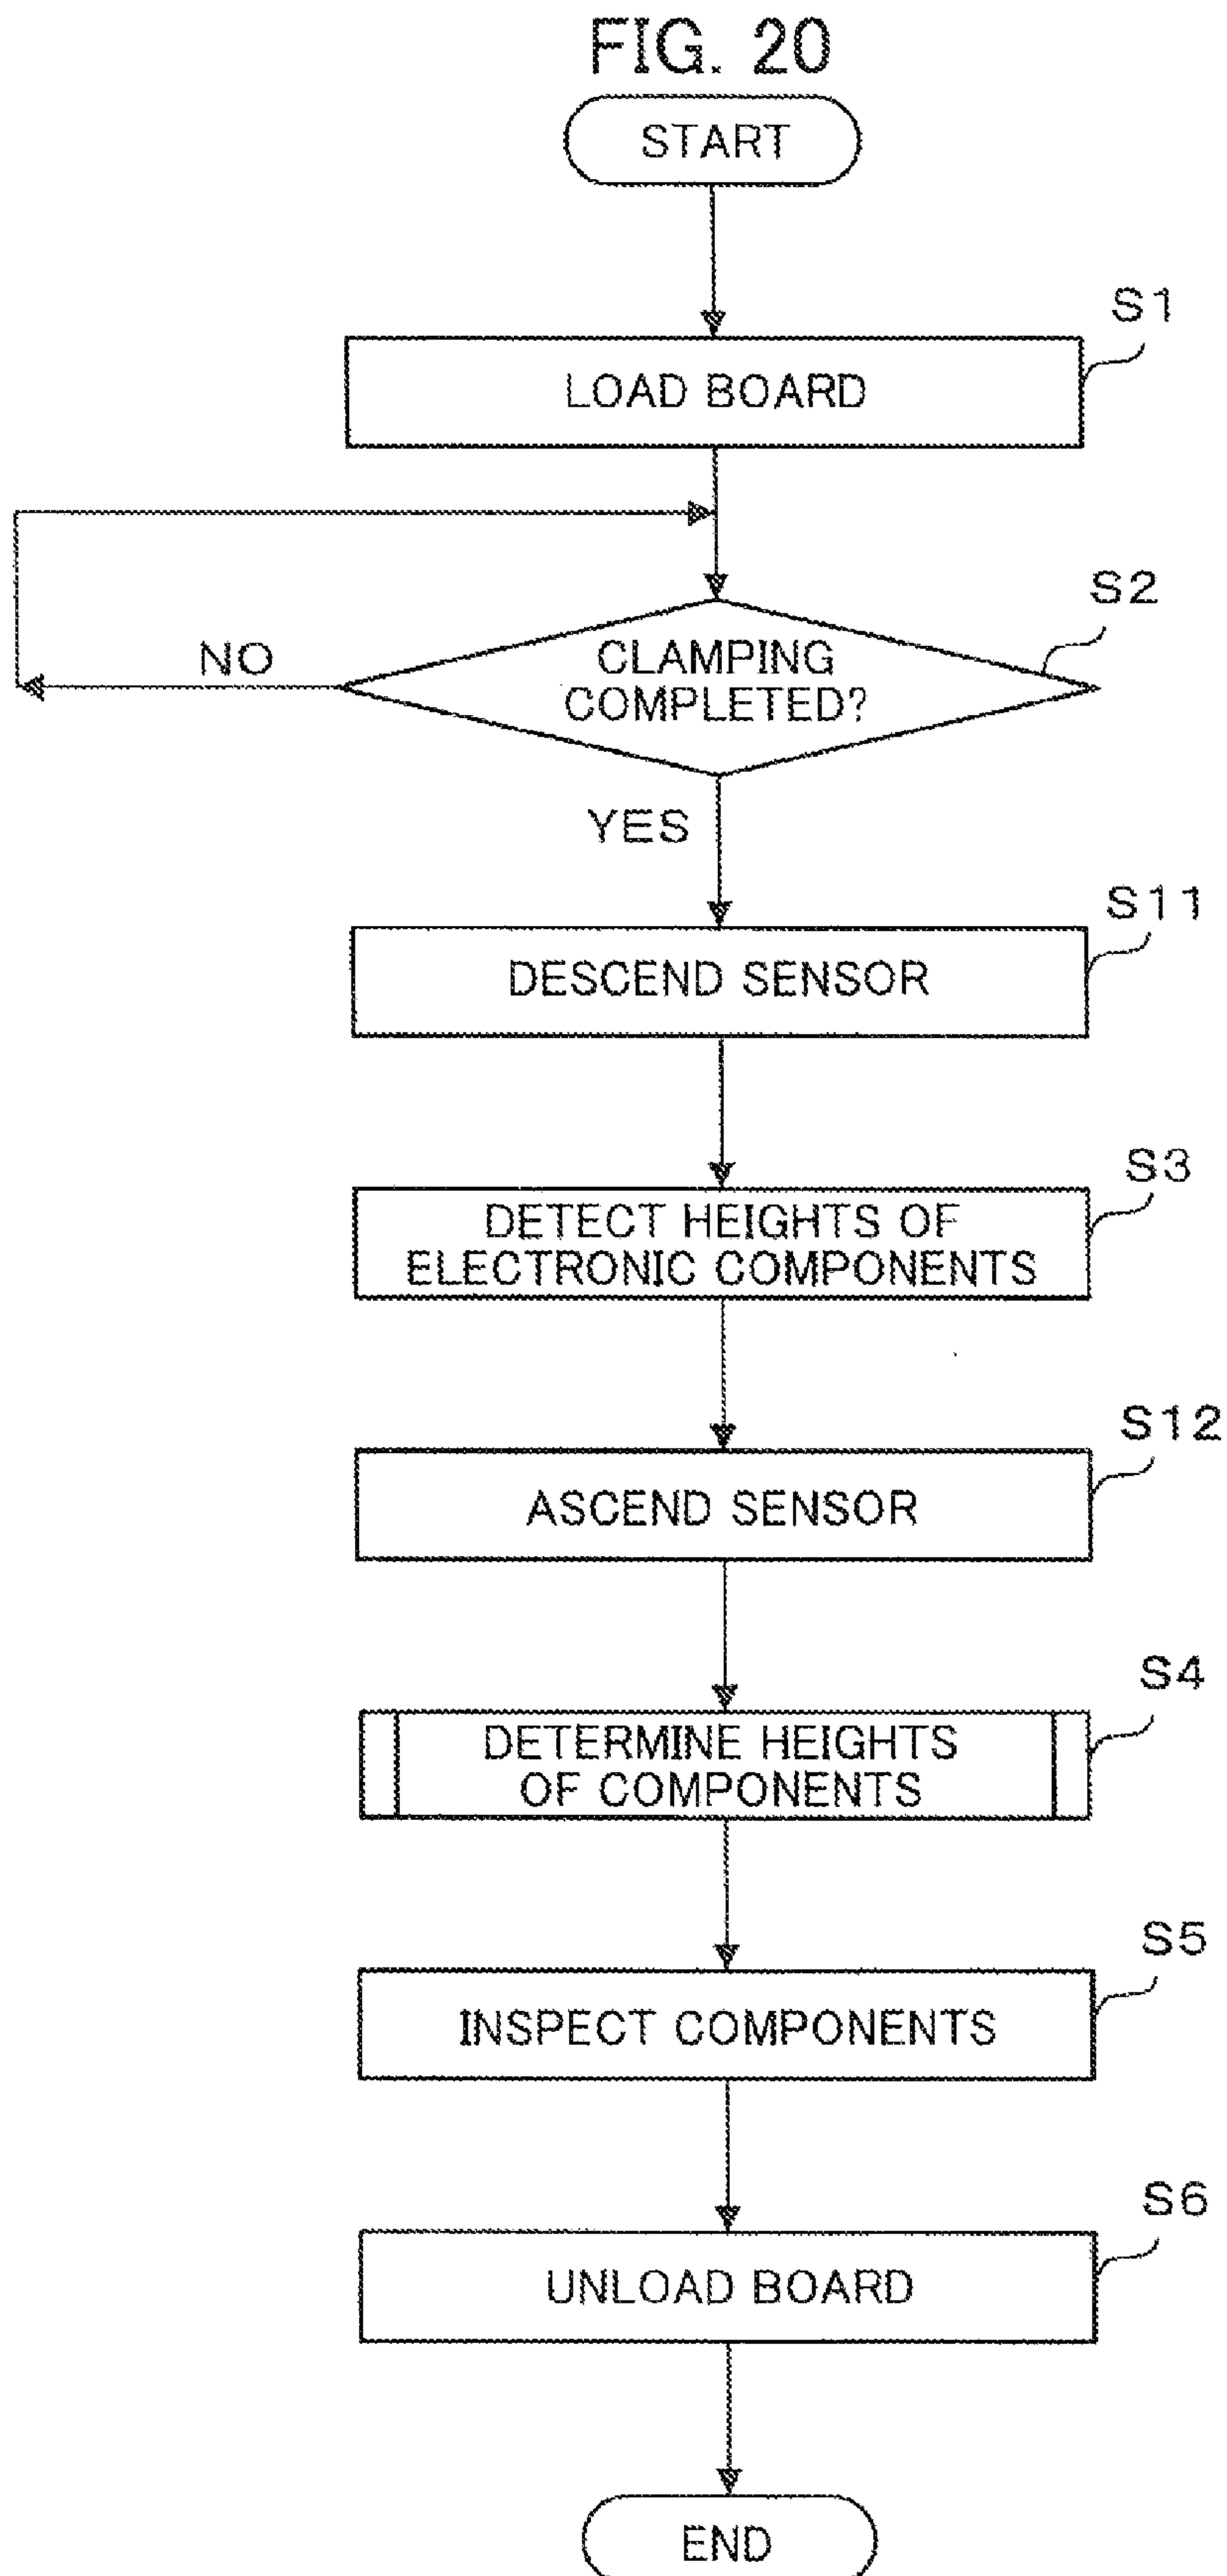 FIG. 20
START
S1
LOAD BOARD
S2
NO
CLAMPING
COMPLETED?
YES
S11
DESCEND SENSOR
S3
DETECT HEIGHTS OF
ELECTRONIC COMPONENTS
S12
ASCEND SENSOR
S4
DETERMINE HEIGHTS
OF COMPONENTS
S5
INSPECT COMPONENTS
S6
UNLOAD BOARD
END